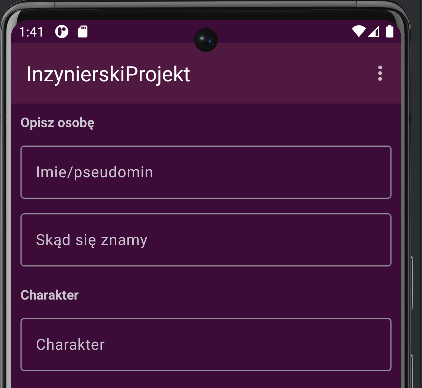 1:41
InzynierskiProjekt
Opisz osobę
Imie/pseudomin
Skąd się znamy
Charakter
Charakter